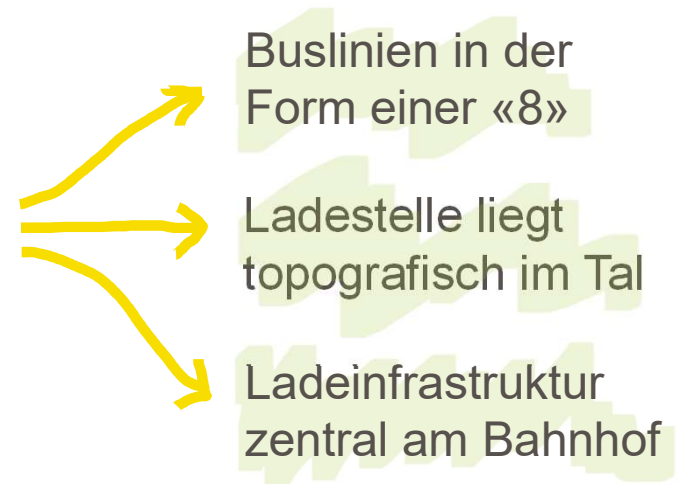 Buslinien in der
Form einer «8»
Ladestelle liegt
topografisch im Tal
Ladeinfrastruktur
zentral am Bahnhof